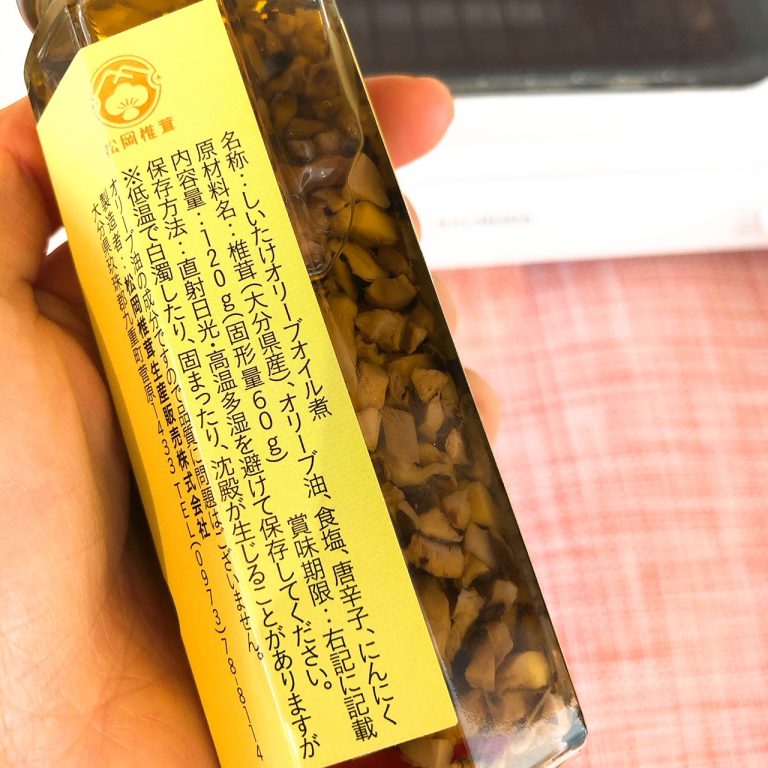 松岡椎茸
名称：しいたけオリーブオイル煮
原材料名：椎茸(大分県産)、オリーブ油、食塩、唐辛子、にんにく
内容量：120g(固形量60g)　賞味期限：右記に記載
保存方法：直射日光・高温多湿を避けて保存してください。
※低温で白濁したり、固まったり、沈殿が生じることがありますが
オリーブ油の成分ですので品質に問題はございません。
製造者：松岡椎茸生産販売株式会社
大分県玖珠郡九重町菅原1433 TEL(0973)788114